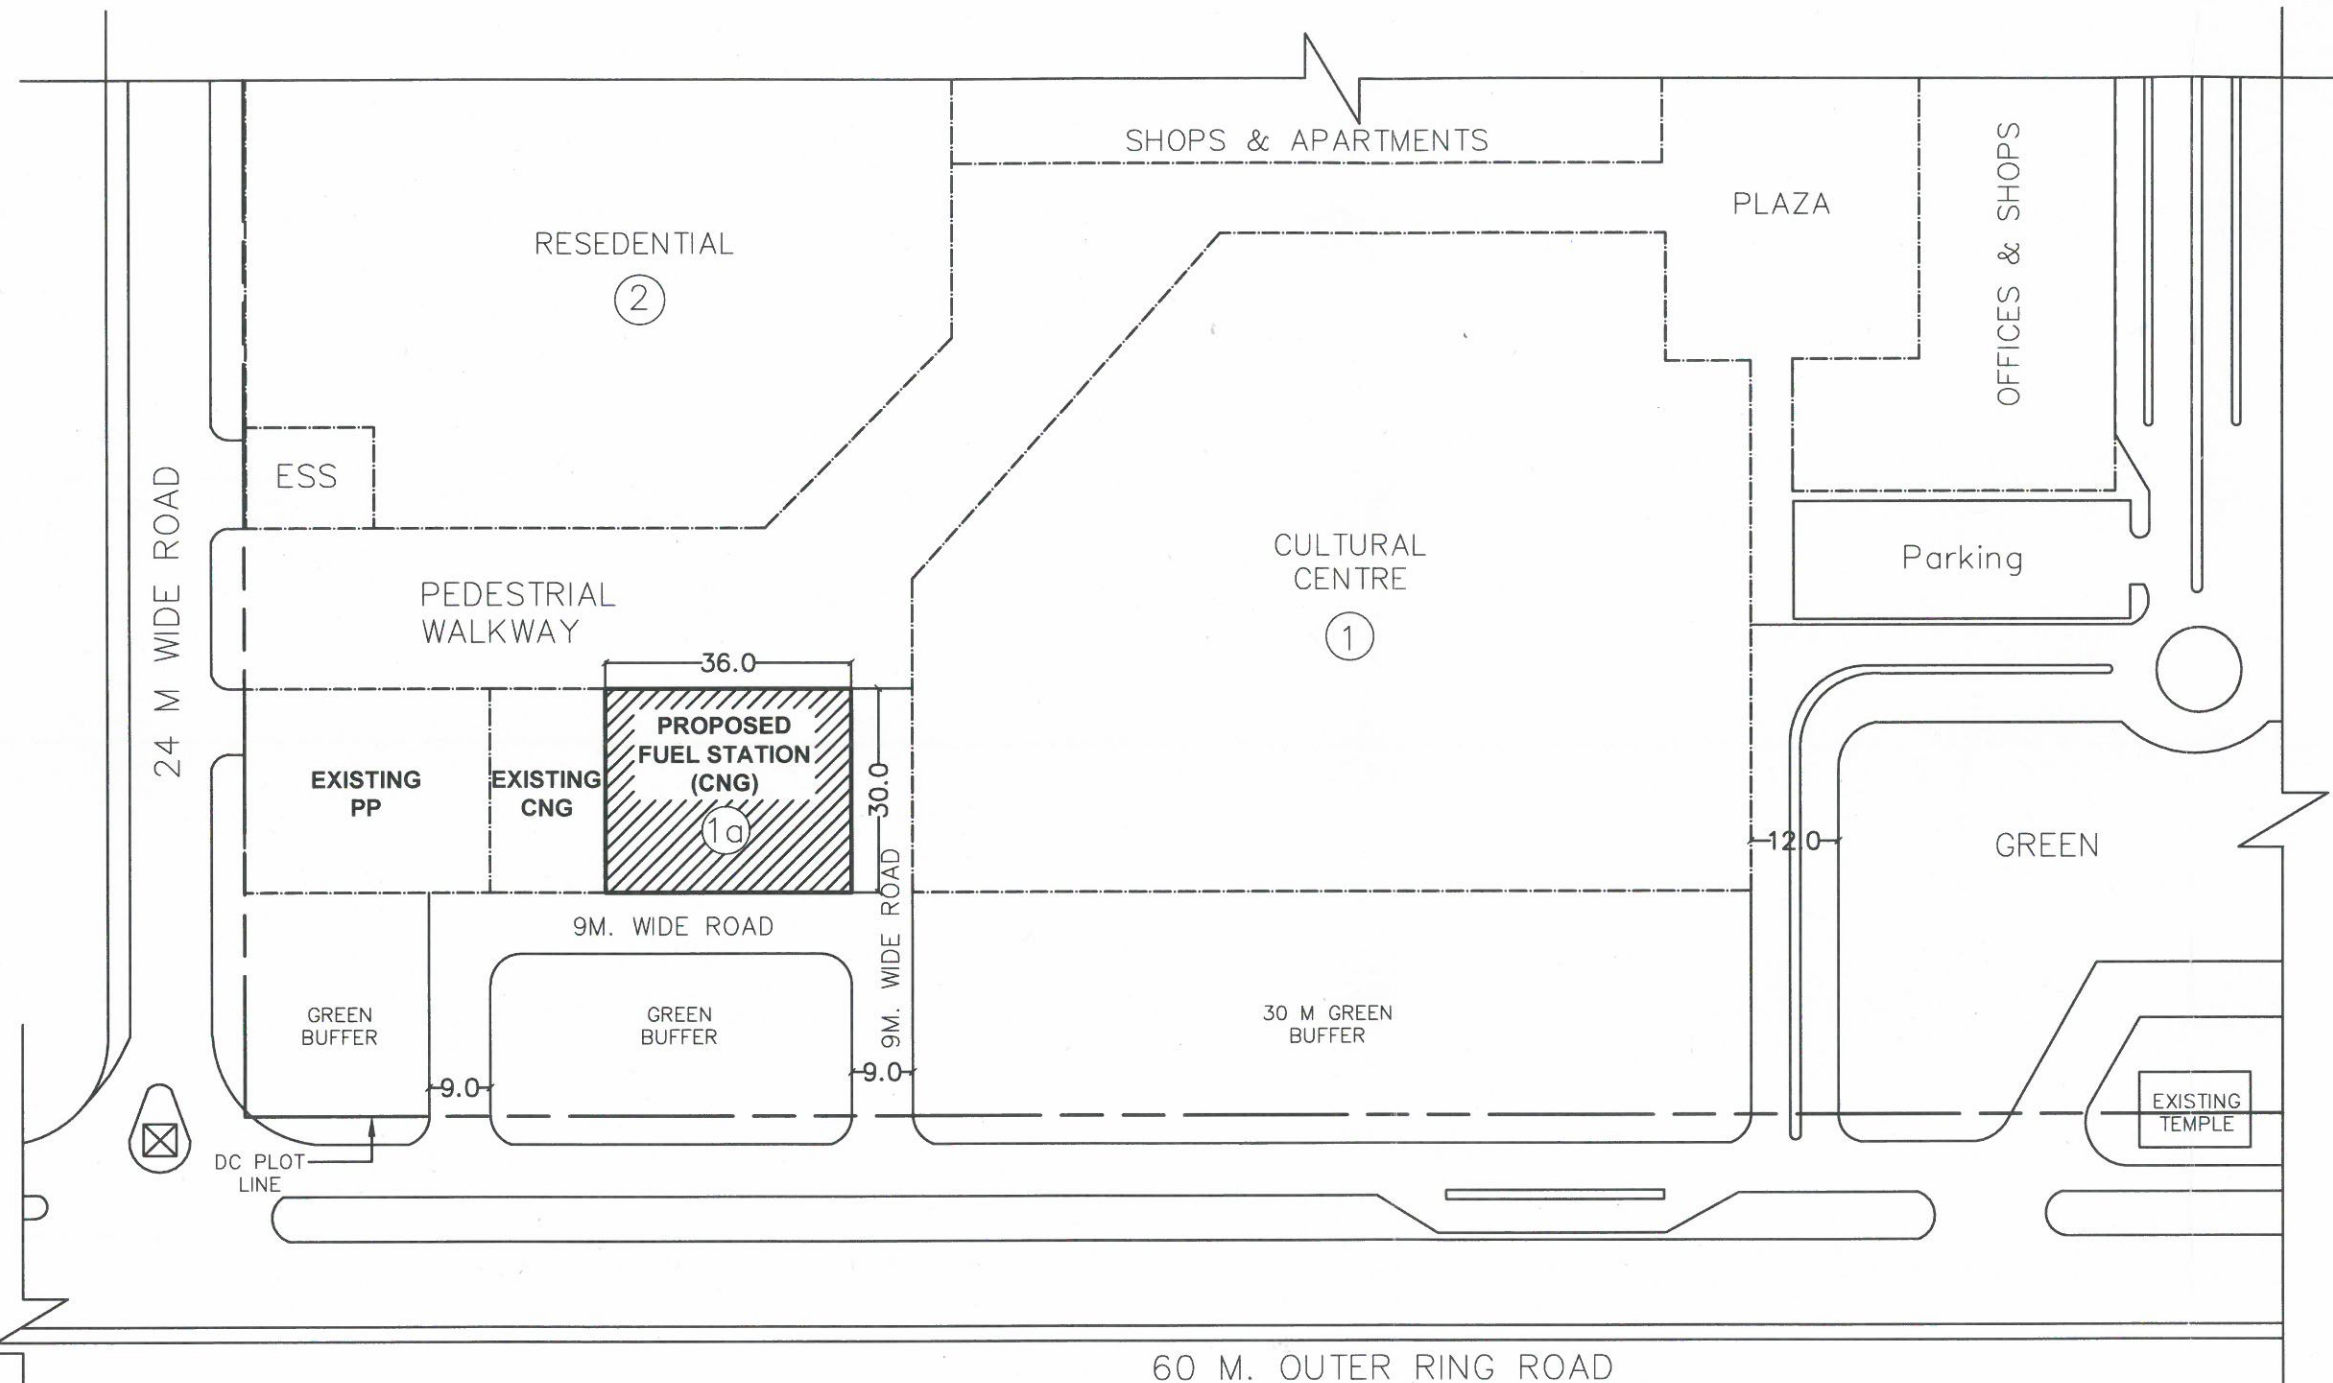 SHOPS & APARTMENTS
PLAZA
OFFICES & SHOPS
RESEDENTIAL
2
ESS
24 M WIDE ROAD
CULTURAL
CENTRE
1
Parking
PEDESTRIAL
WALKWAY
36.0
PROPOSED
FUEL STATION
(CNG)
1a
30.0
EXISTING
PP
EXISTING
CNG
12.0
GREEN
9M. WIDE ROAD
9M. WIDE ROAD
GREEN
BUFFER
GREEN
BUFFER
30 M GREEN
BUFFER
9.0
9.0
EXISTING
TEMPLE
DC PLOT
LINE
60 M. OUTER RING ROAD